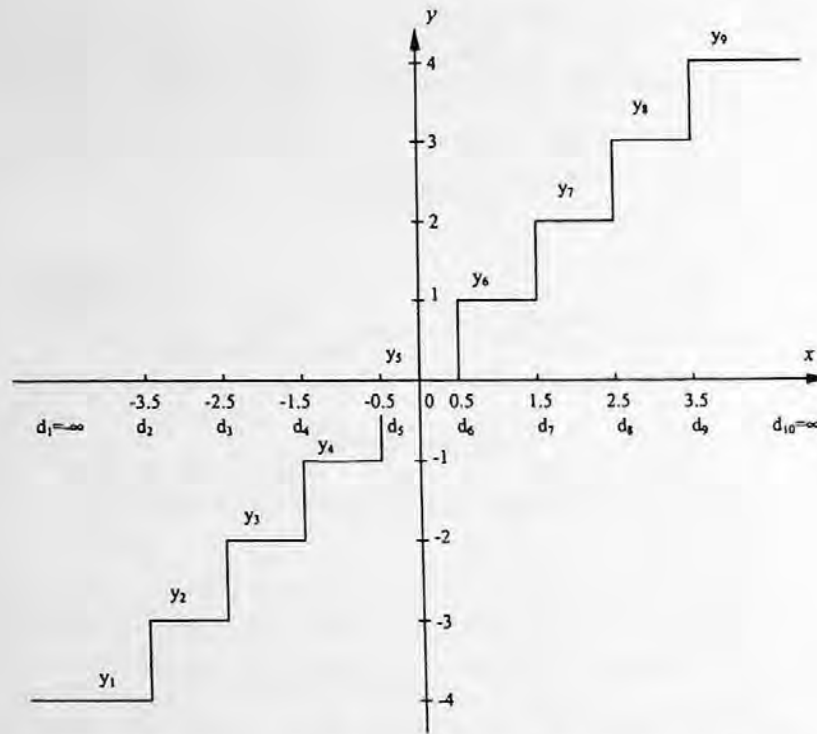 y
y₉
4
y₈
3
y₇
2
y₆
1
y₅
x
-3.5 -2.5 -1.5 -0.5 0 0.5 1.5 2.5 3.5
d₁=-∞ d₂ d₃ d₄ d₅ d₆ d₇ d₈ d₉ d₁₀=∞
y₄
-1
y₃
-2
y₂
-3
y₁
-4